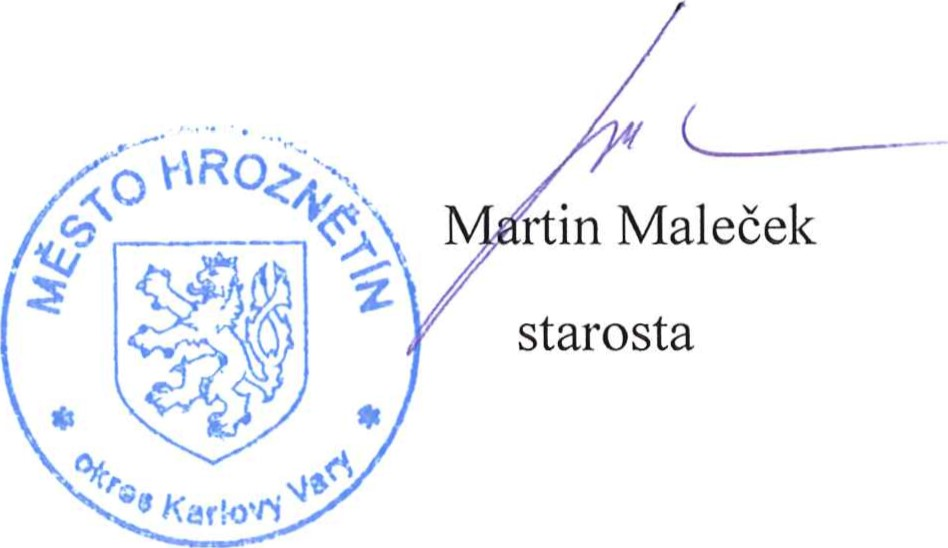 MĚSTO HROZNĚTÍN
okres Karlovy Vary
Martin Maleček
starosta